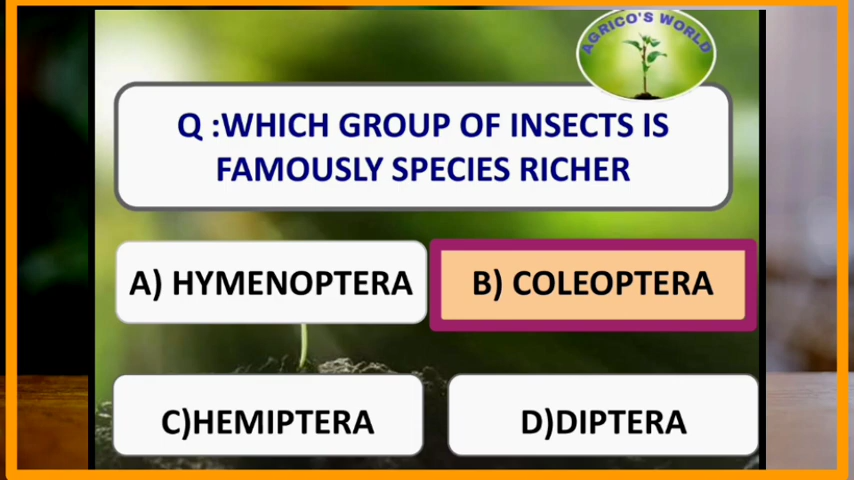 AGRICO'S WORLD
Q :WHICH GROUP OF INSECTS IS
FAMOUSLY SPECIES RICHER
A) HYMENOPTERA
B) COLEOPTERA
C)HEMIPTERA
D)DIPTERA